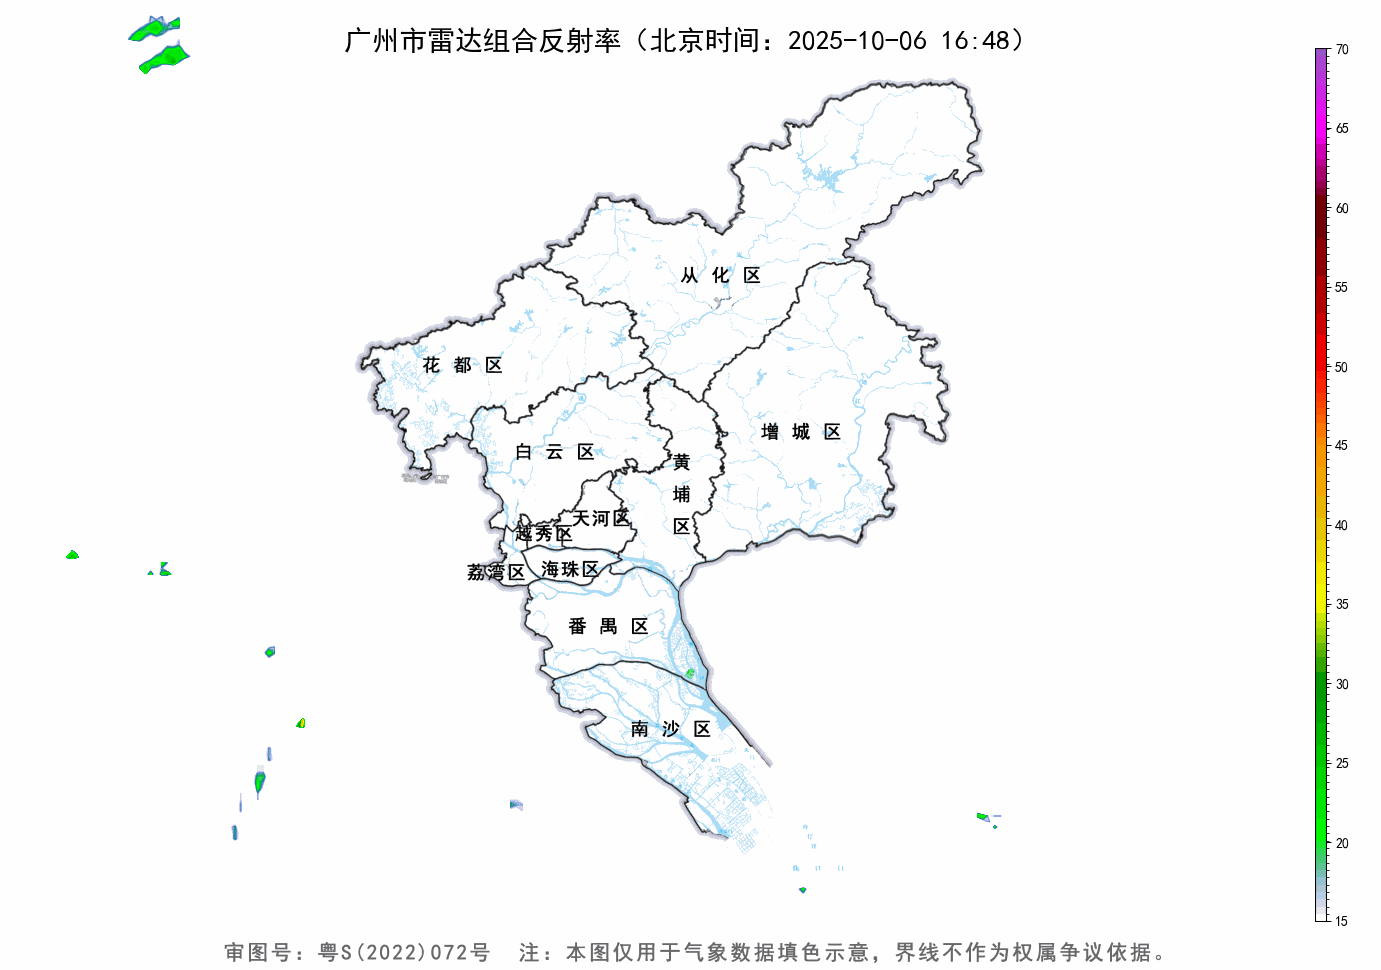 广州市雷达组合反射率（北京时间：2025-10-06 16:48）
70
65
60
55
50
45
40
35
30
25
20
15
从化区
花都区
增城区
白云区
黄埔区
天河区
越秀区
荔湾区
海珠区
番禺区
南沙区
审图号：粤S(2022)072号 注：本图仅用于气象数据填色示意，界线不作为权属争议依据。